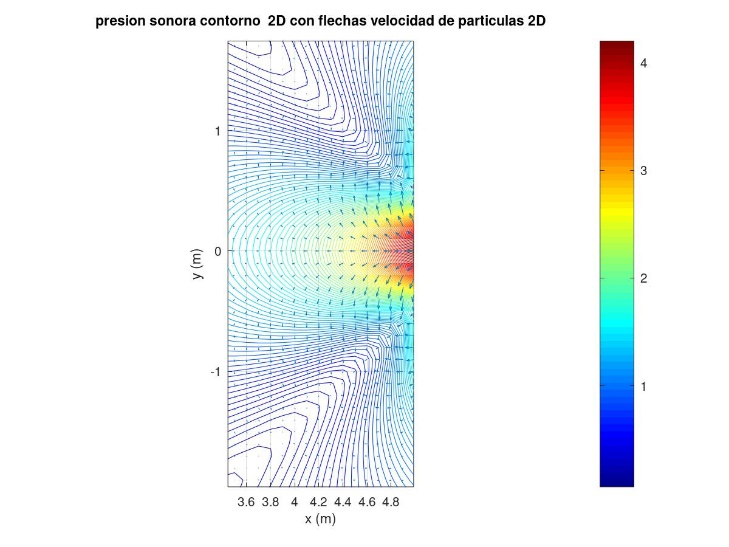 presion sonora contorno 2D con flechas velocidad de particulas 2D
4
3
2
1
1
0
-1
y (m)
3.6 3.8 4 4.2 4.4 4.6 4.8
x (m)